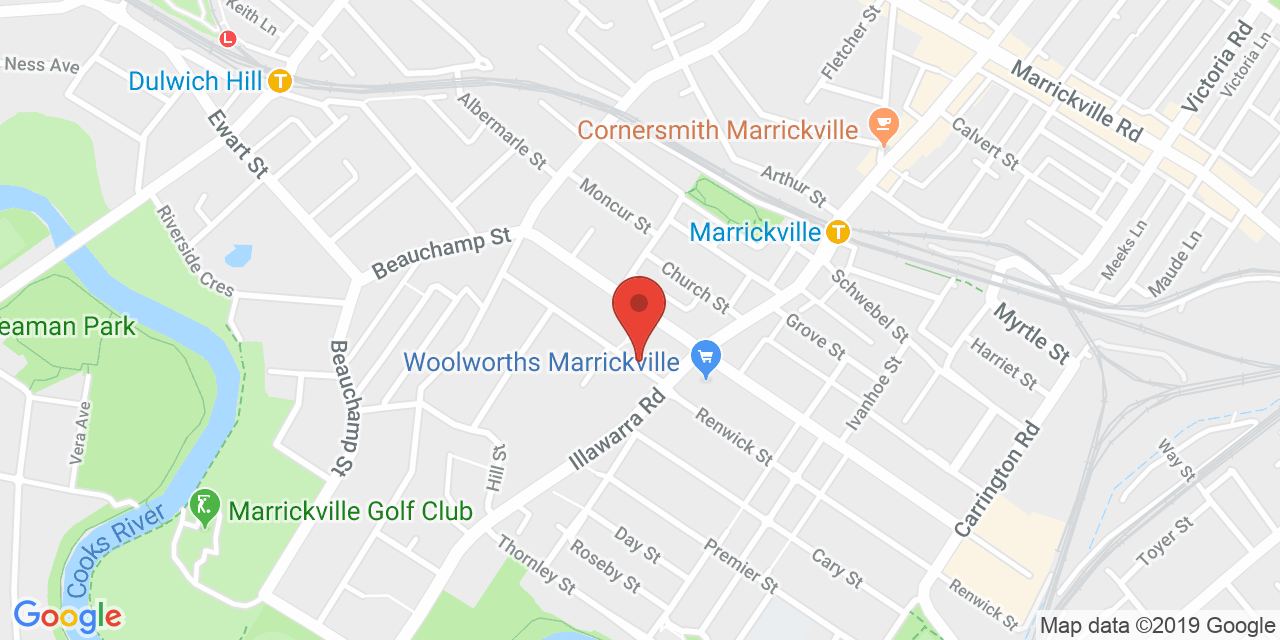 Keith Ln
L
Ness Ave
Dulwich Hill
T
Fletcher St
Marrickville Rd
Victoria Rd
Victoria Ln
Ewart St
Albermarle St
Cornersmith Marrickville
Calvert St
Arthur St
Moncur St
Marrickville
T
Riverside Cres
Beauchamp St
Church St
Meeks Ln
Maude Ln
Schwebel St
Grove St
Myrtle St
Harriet St
eaman Park
Beauchamp St
Woolworths Marrickville
Ivanhoe St
Vera Ave
Illawarra Rd
Renwick St
Hill St
Carrington Rd
Way St
Marrickville Golf Club
Cooks River
Thornley St
Roseby St
Day St
Premier St
Cary St
Toyer St
Renwick St
Google
Map data ©2019 Google